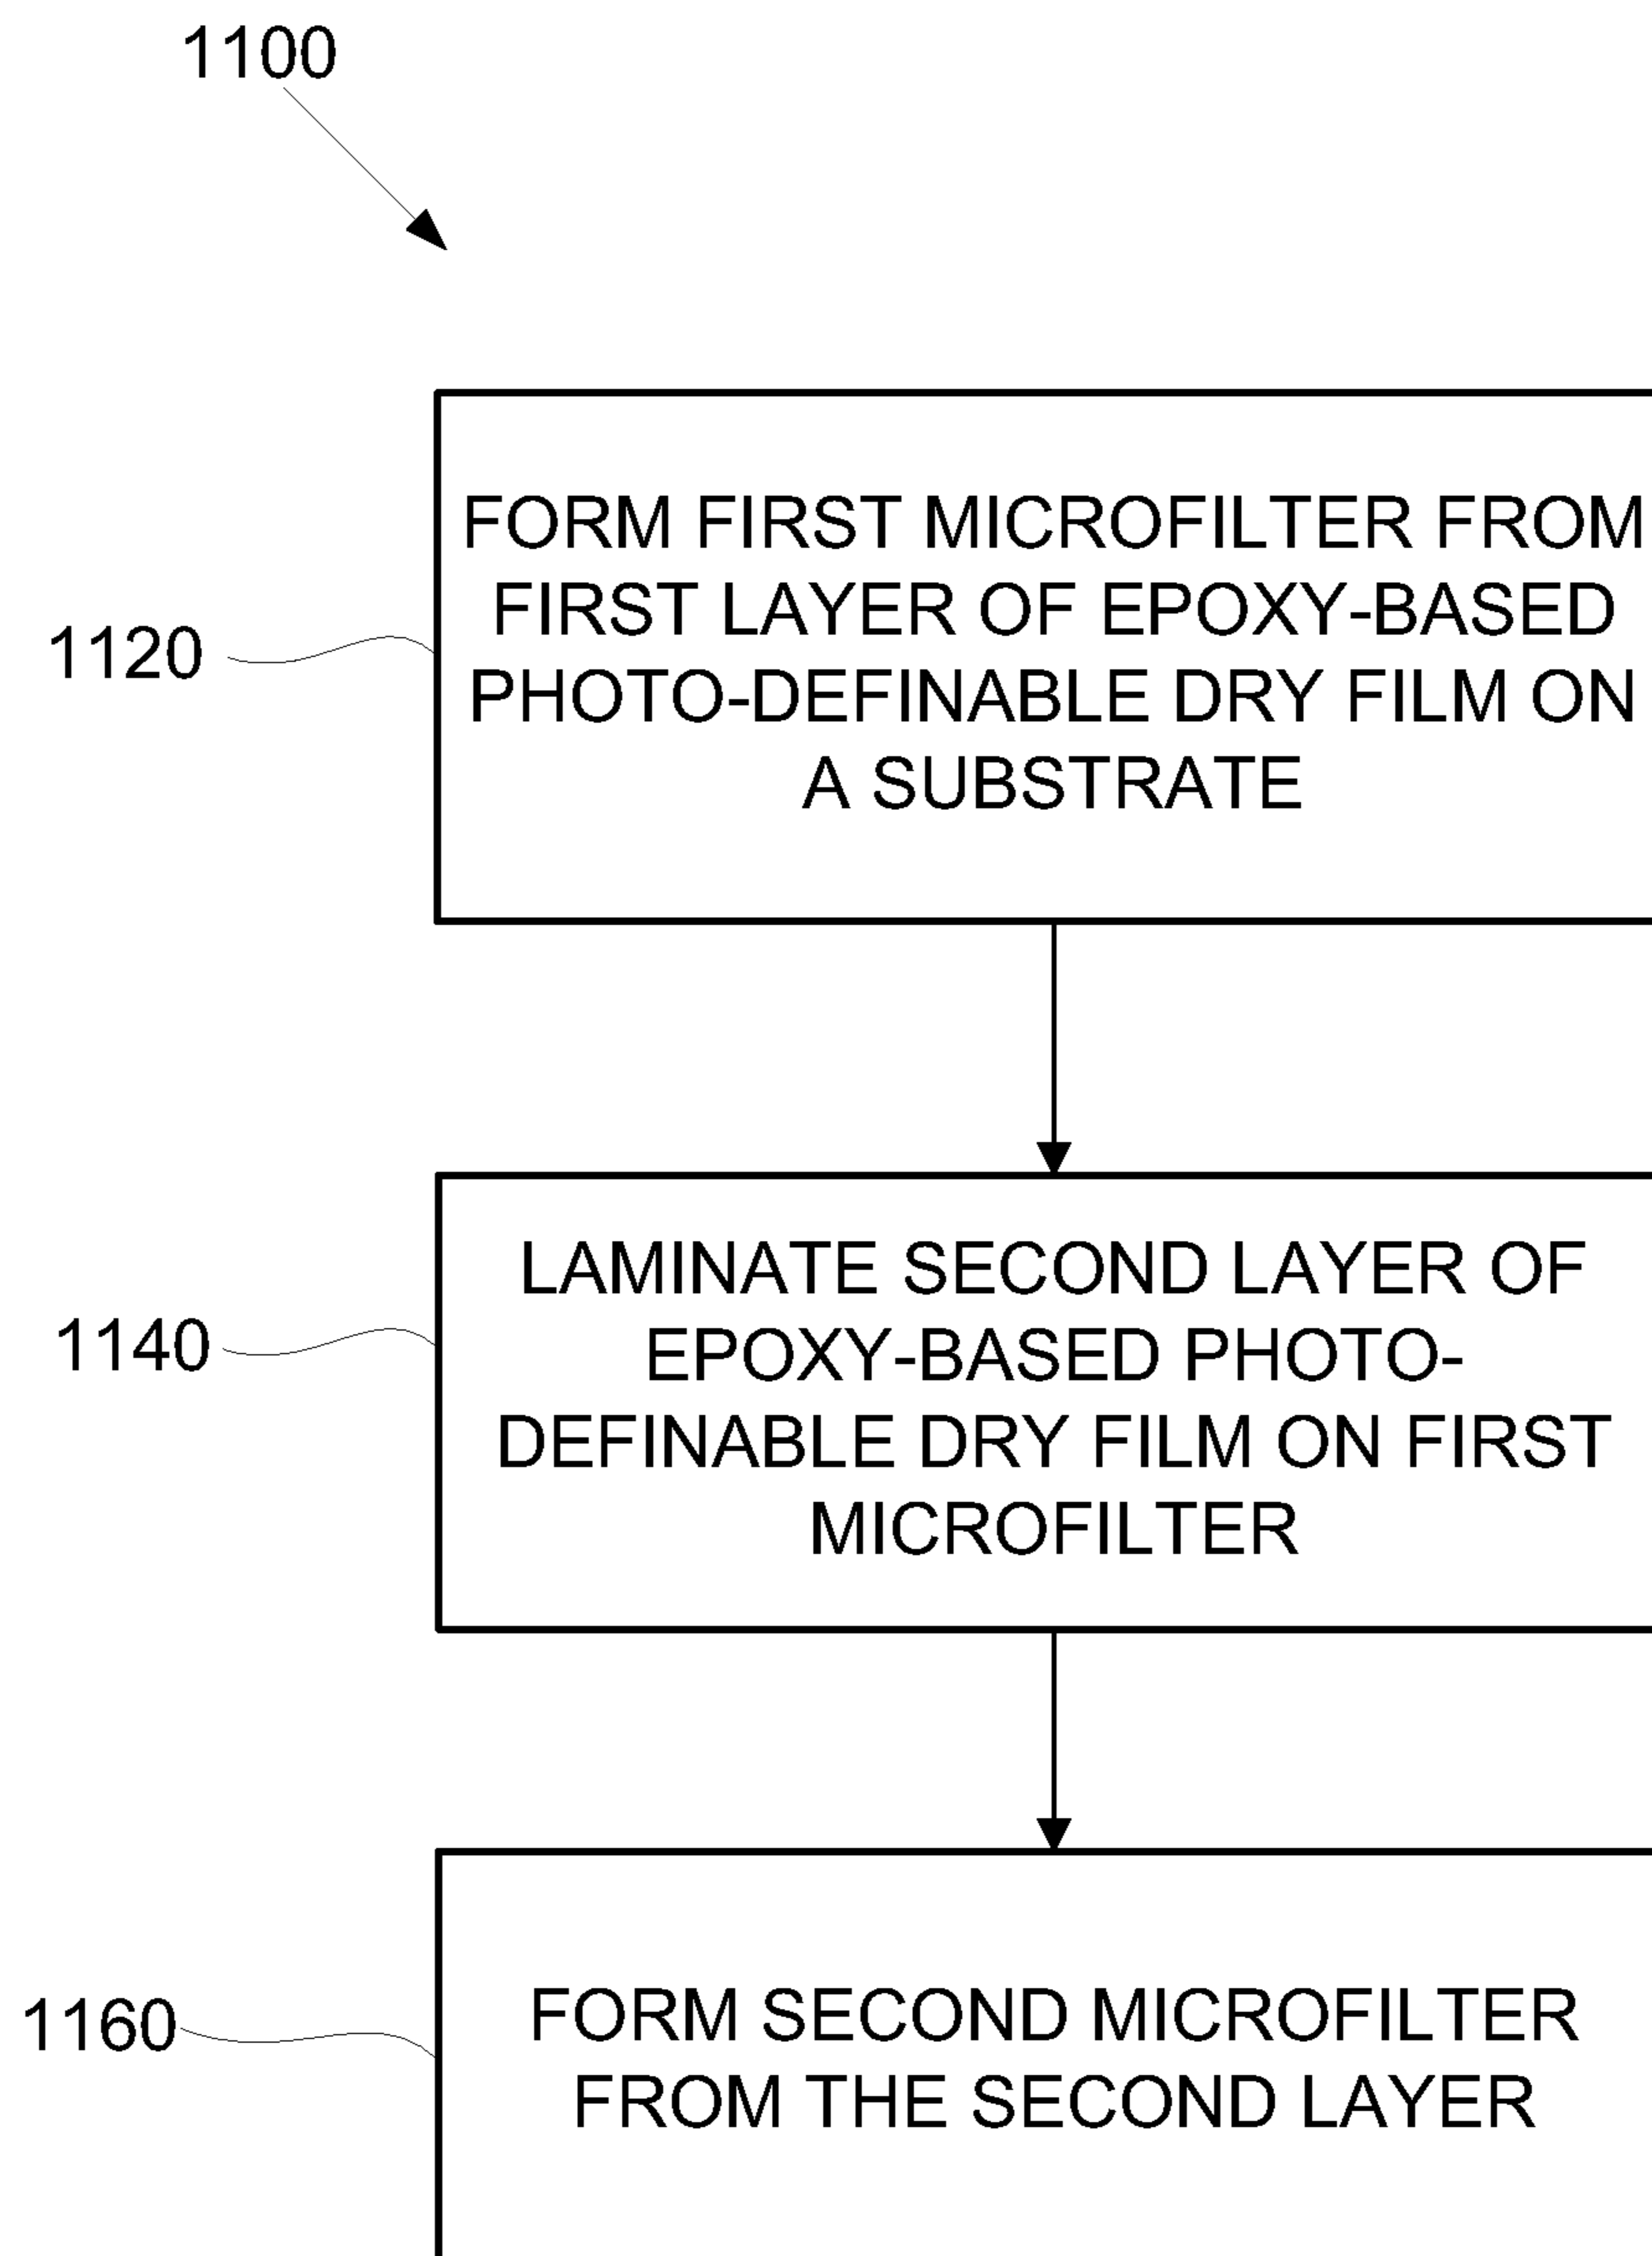 1100
FORM FIRST MICROFILTER FROM
FIRST LAYER OF EPOXY-BASED
PHOTO-DEFINABLE DRY FILM ON
A SUBSTRATE
1120
LAMINATE SECOND LAYER OF
EPOXY-BASED PHOTO-
DEFINABLE DRY FILM ON FIRST
MICROFILTER
1140
FORM SECOND MICROFILTER
FROM THE SECOND LAYER
1160